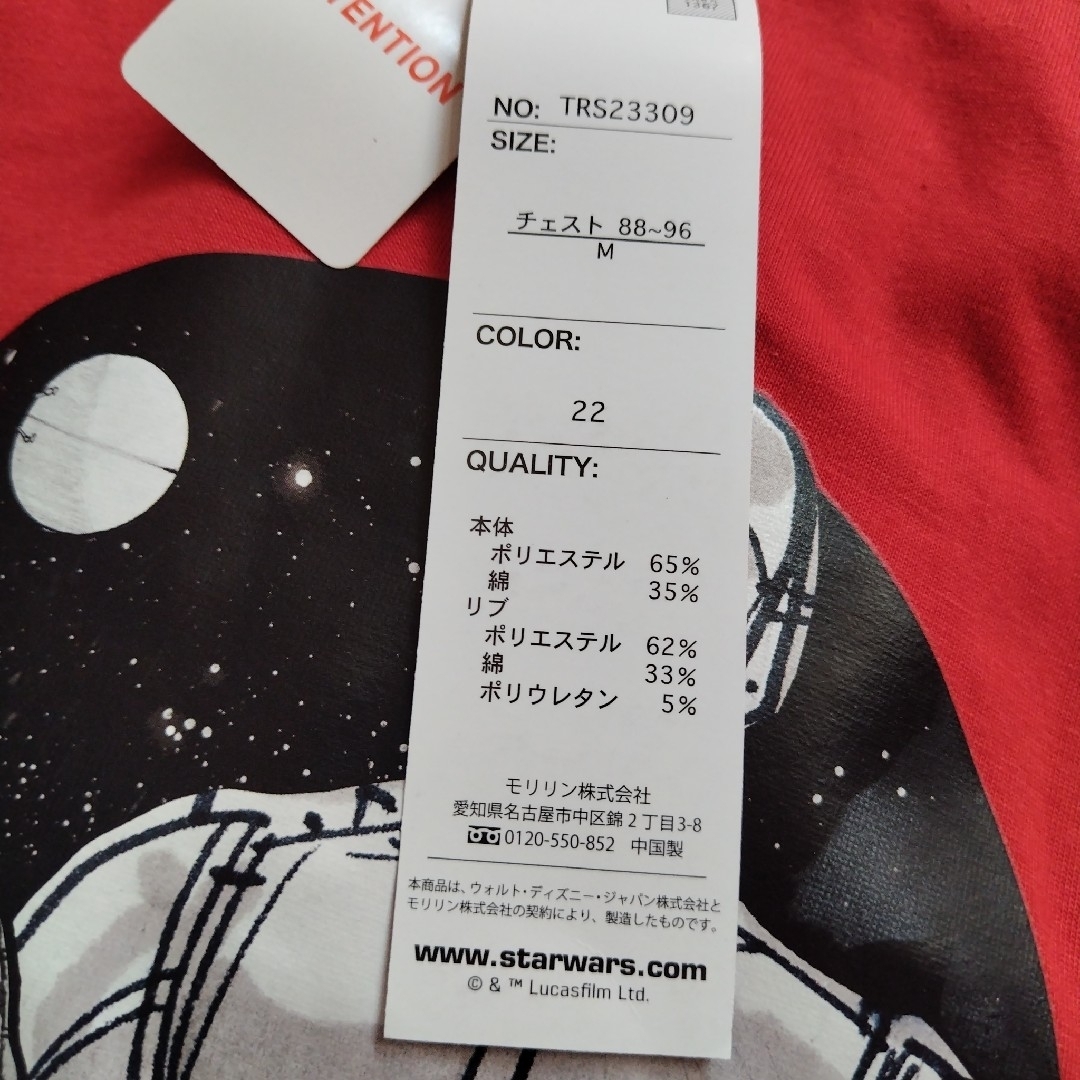 TENTION
1367
NO: TRS23309
SIZE:
チェスト 88~96
M
COLOR:
22
QUALITY:
本体
ポリエステル 65%
綿 35%
リブ
ポリエステル 62%
綿 33%
ポリウレタン 5%
モリリン株式会社
愛知県名古屋市中区錦2丁目3-8
0120-550-852 中国製
本商品は、ウォルト・ディズニー・ジャパン株式会社と
モリリン株式会社の契約により、製造したものです。
www.starwars.com
© & ™ Lucasfilm Ltd.